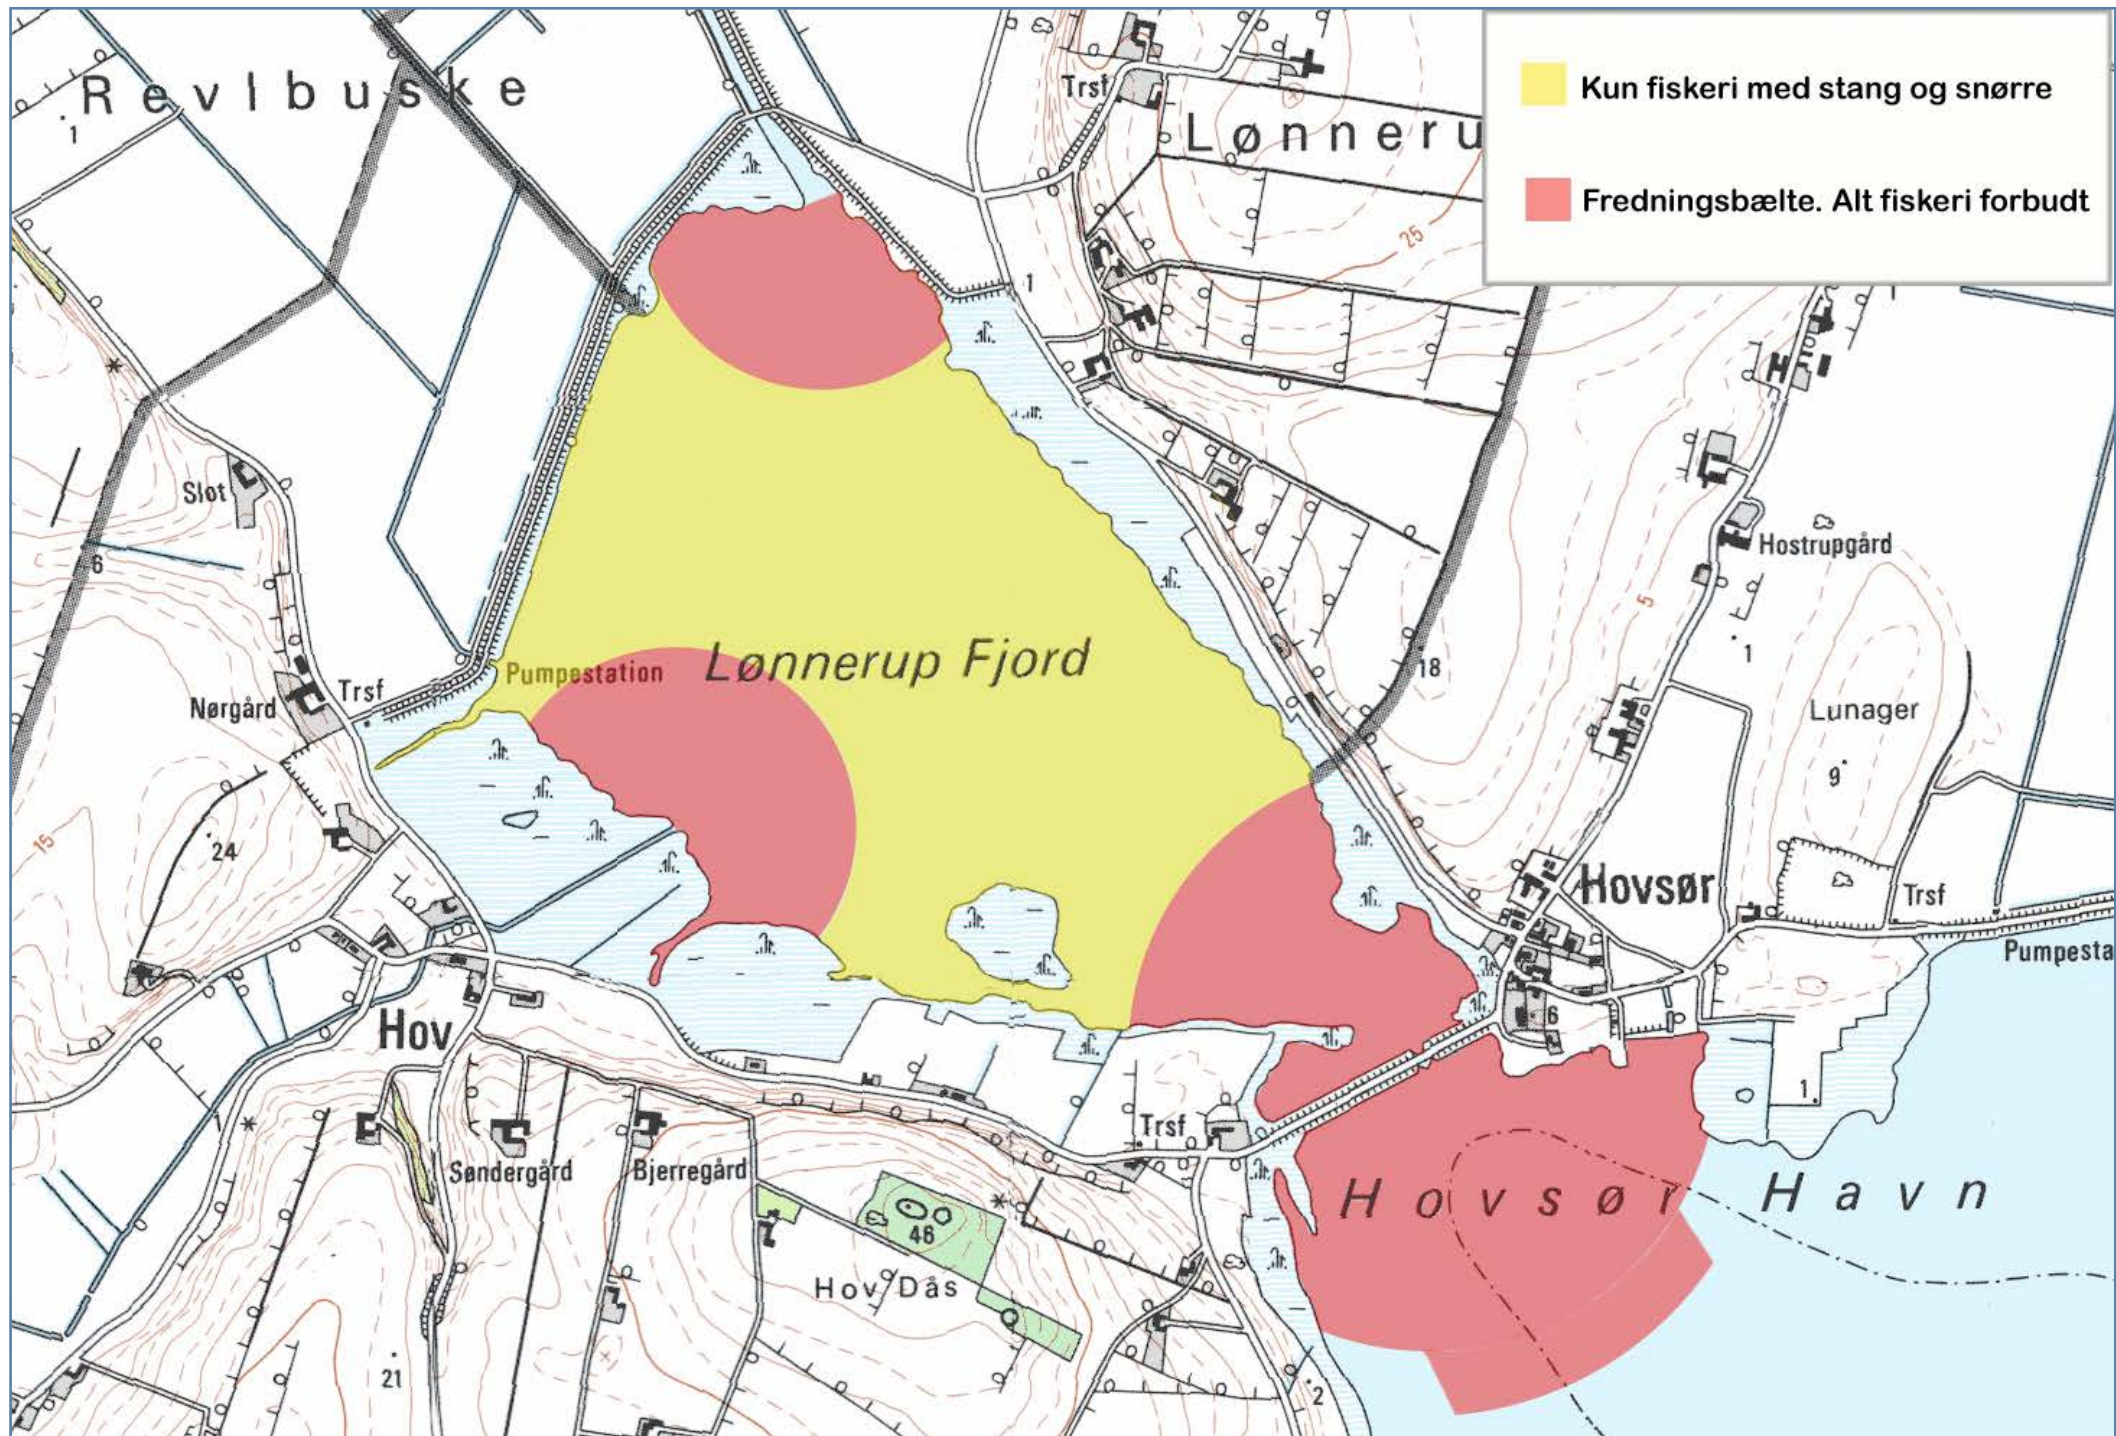 Revlbuske
1
Trsf
Lønneru
Kun fiskeri med stang og snørre
Fredningsbælte. Alt fiskeri forbudt
25
1
Slot
6
Hostrupgård
5
1
18
Lønnerup Fjord
Pumpestation
Nørgård
Trsf
Lunager
9
15
24
Hovsør
Trsf
Pumpesta
Hov
6
1
Trsf
Søndergård
Bjerregård
46
Hovsør Havn
Hov Dås
21
2